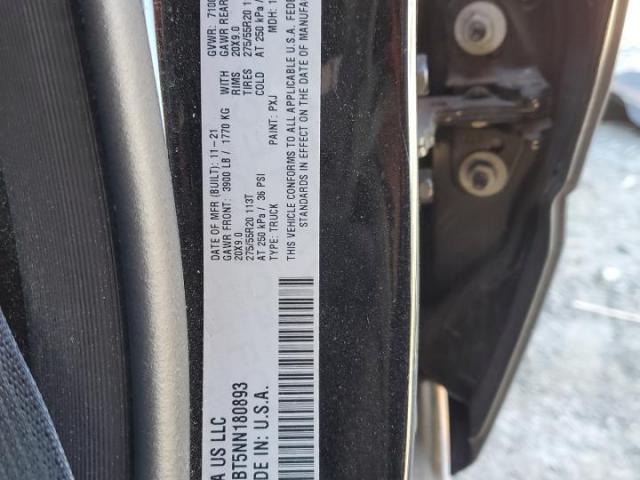 A US LLC
DATE OF MFR (BUILT): 11-21
GVWR: 7100
GAWR FRONT: 3900 LB / 1770 KG
WITH
GAWR REAR
20X9.0
RIMS
20X9.0
275/55R20 113T
TIRES
275/55R20 11
AT 250 kPa / 36 PSI
COLD
AT 250 kPa /
TYPE: TRUCK
PAINT: PXJ
MDH: 1
THIS VEHICLE CONFORMS TO ALL APPLICABLE U.S.A. FEDE
STANDARDS IN EFFECT ON THE DATE OF MANUFA
BT5NN180893
DE IN: U.S.A.